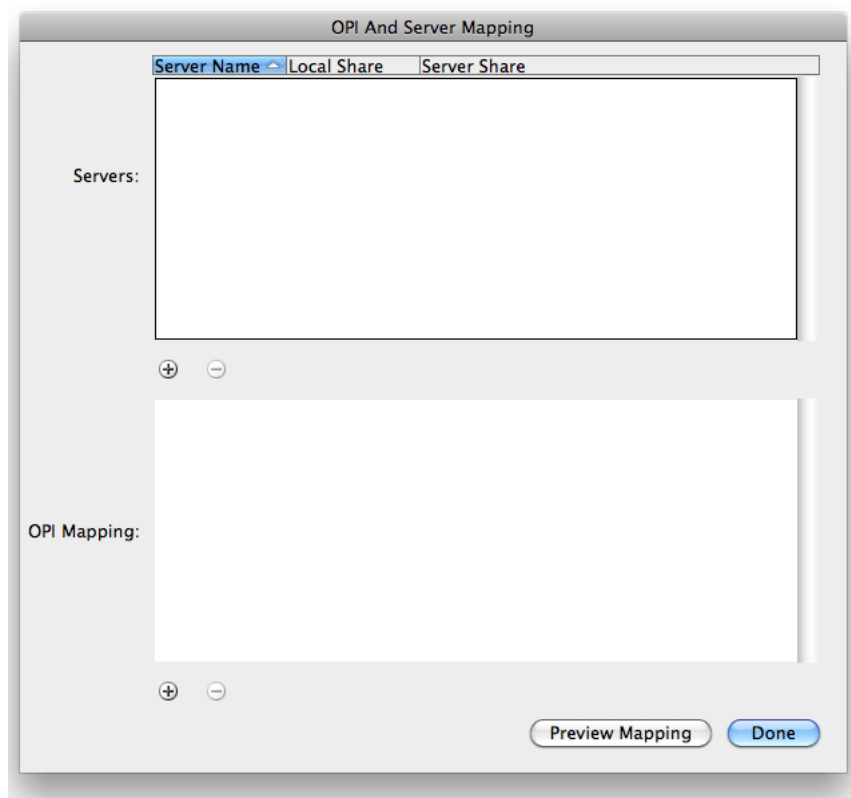 OPI And Server Mapping
Server Name Local Share Server Share
Servers:
OPI Mapping:
Preview Mapping Done